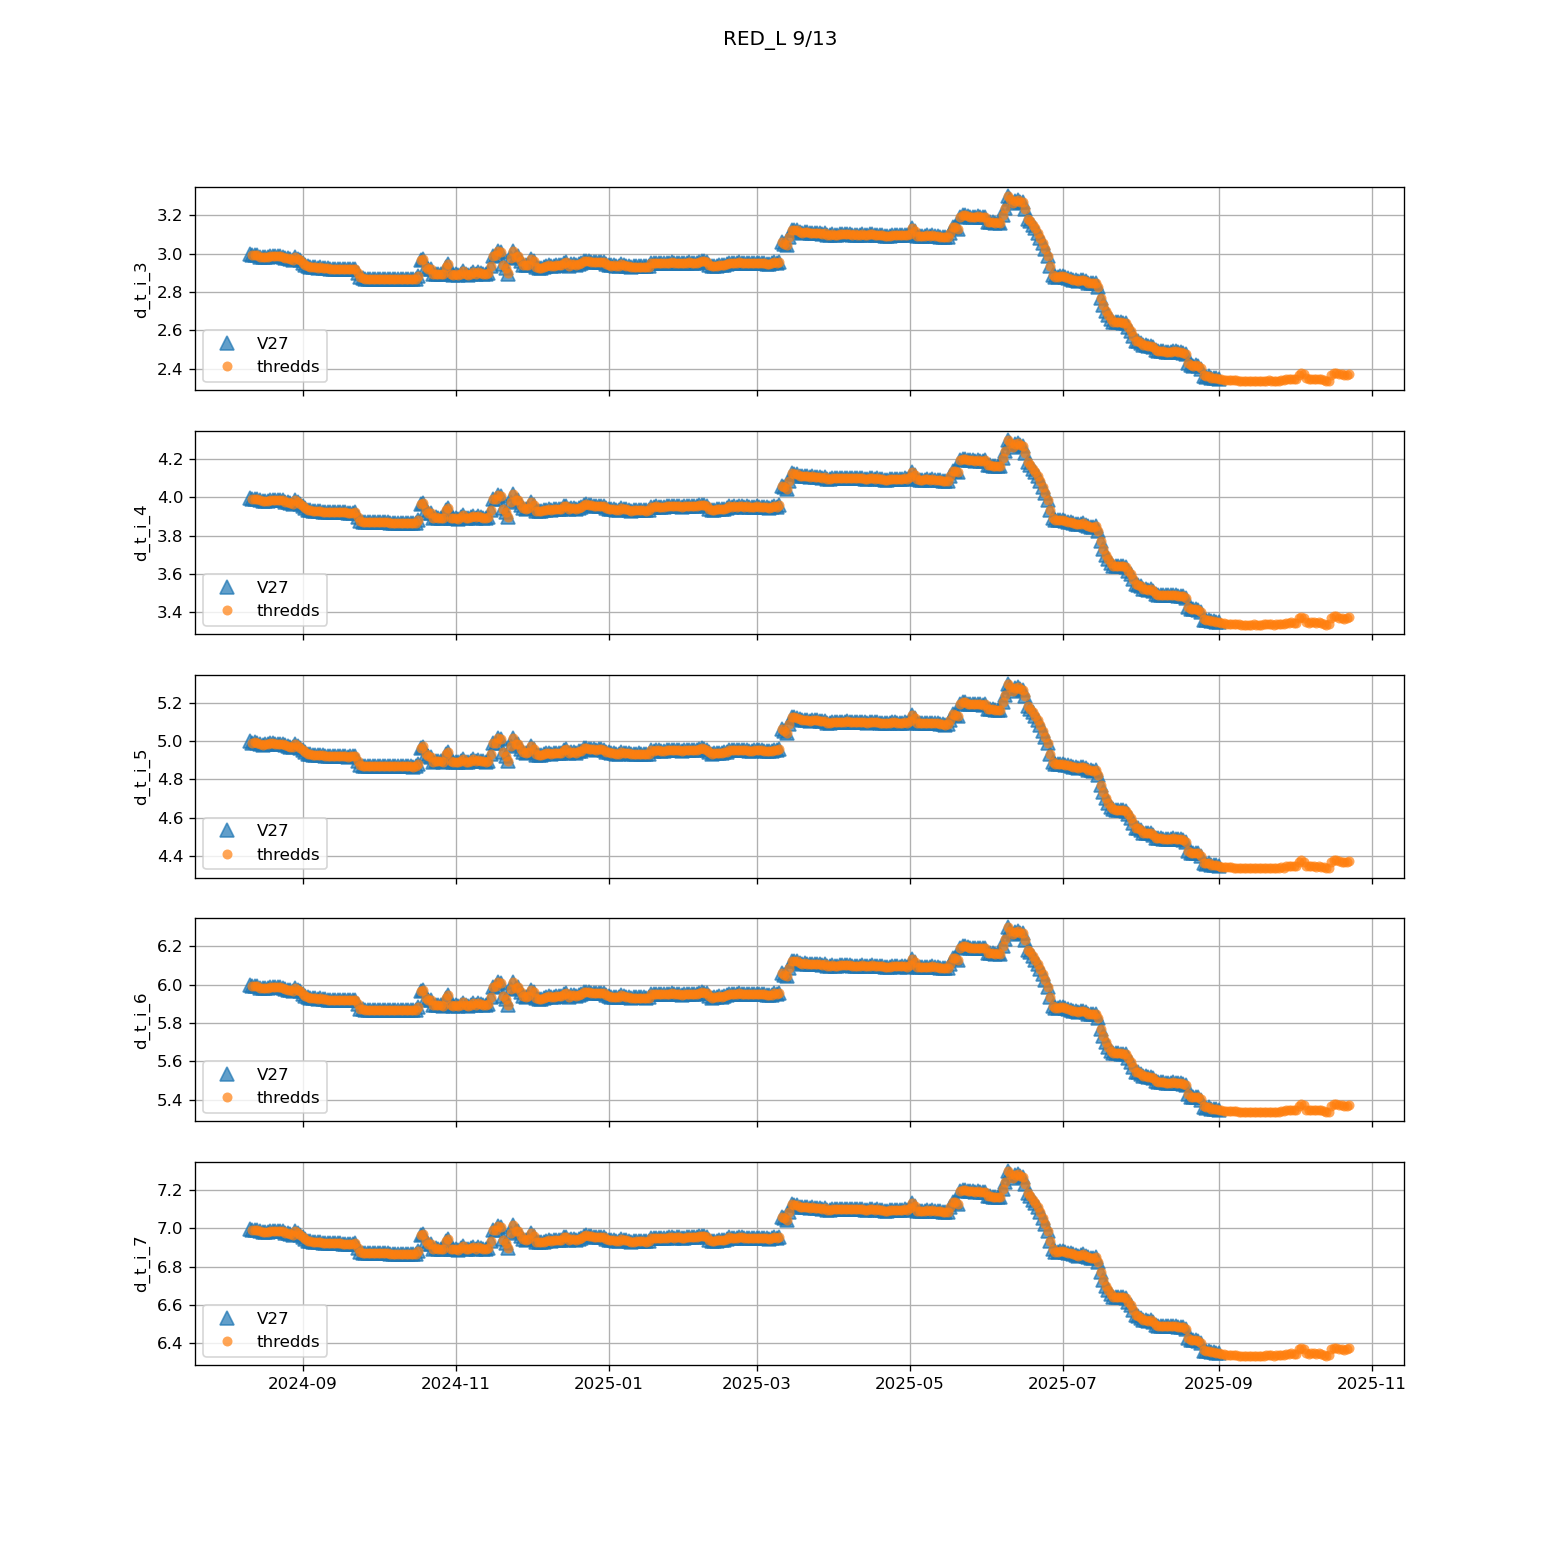 RED_L 9/13
3.2
3.0
2.8
2.6
2.4
d_t_i_3
V27
thredds
4.2
4.0
3.8
3.6
3.4
d_t_i_4
V27
thredds
5.2
5.0
4.8
4.6
4.4
d_t_i_5
V27
thredds
6.2
6.0
5.8
5.6
5.4
d_t_i_6
V27
thredds
7.2
7.0
6.8
6.6
6.4
d_t_i_7
V27
thredds
2024-09 2024-11 2025-01 2025-03 2025-05 2025-07 2025-09 2025-11